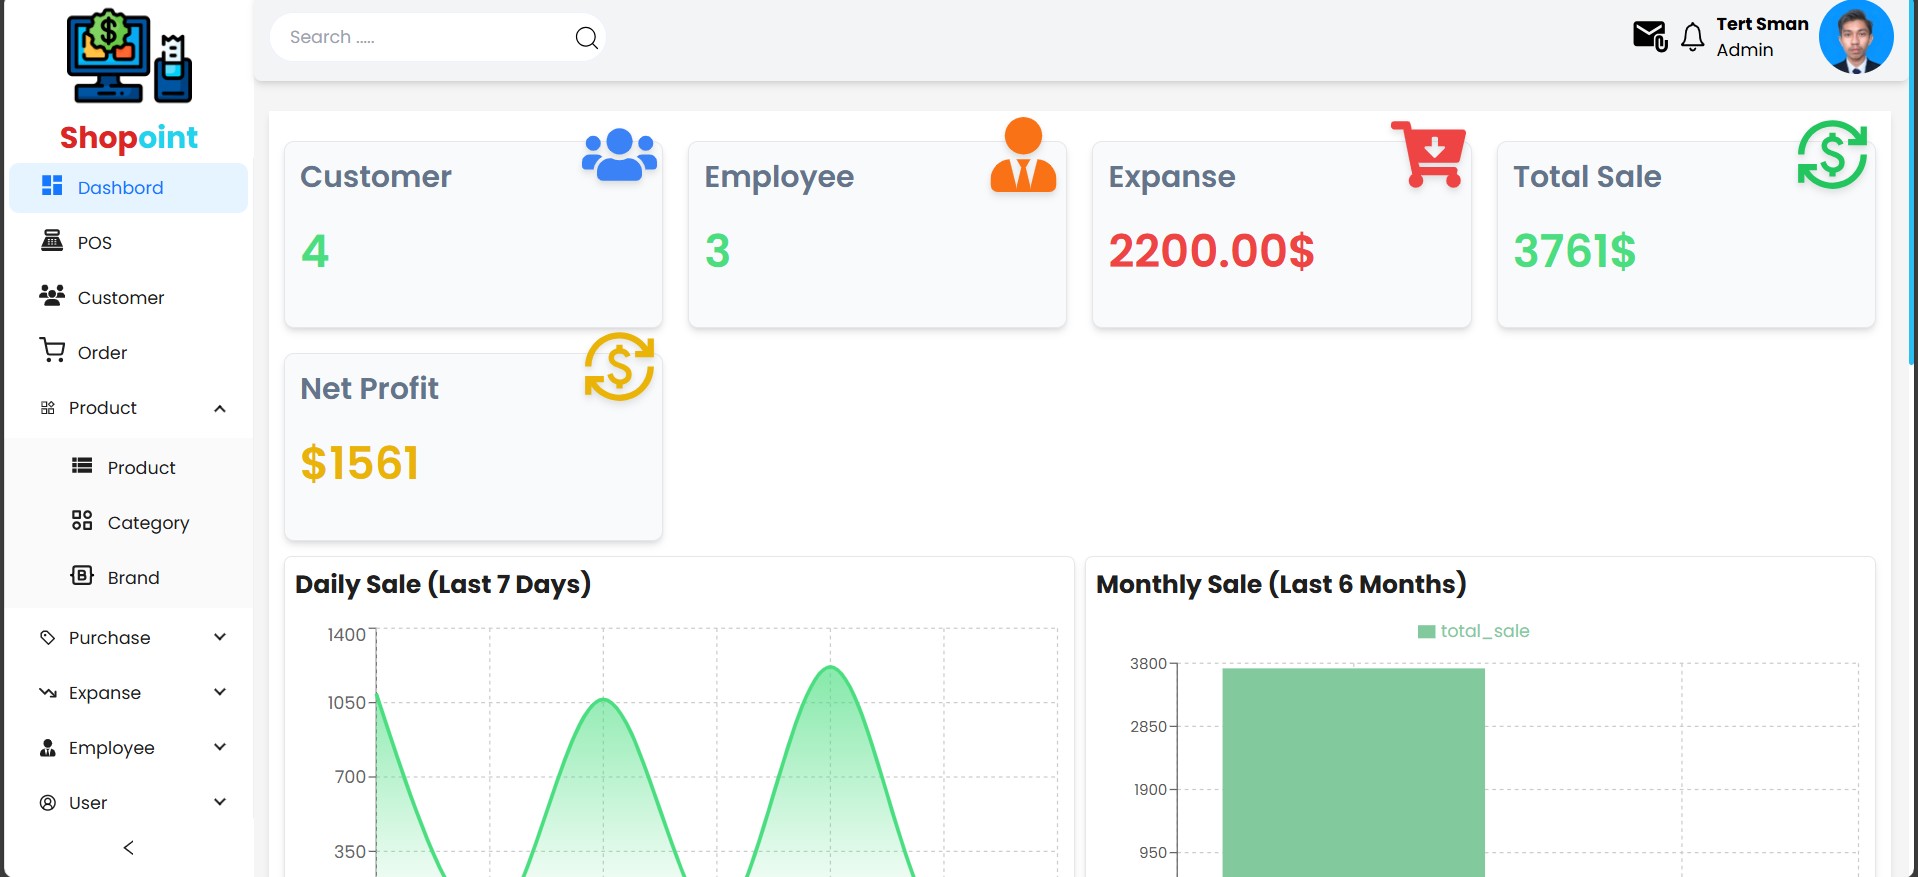 Shopoint
Dashbord
POS
Customer
Order
Product
Product
Category
Brand
Purchase
Expanse
Employee
User
Search .....
Tert Sman
Admin
Customer
4
Employee
3
Expanse
2200.00$
Total Sale
3761$
Net Profit
$1561
Daily Sale (Last 7 Days)
1400
1050
700
350
Monthly Sale (Last 6 Months)
total_sale
3800
2850
1900
950